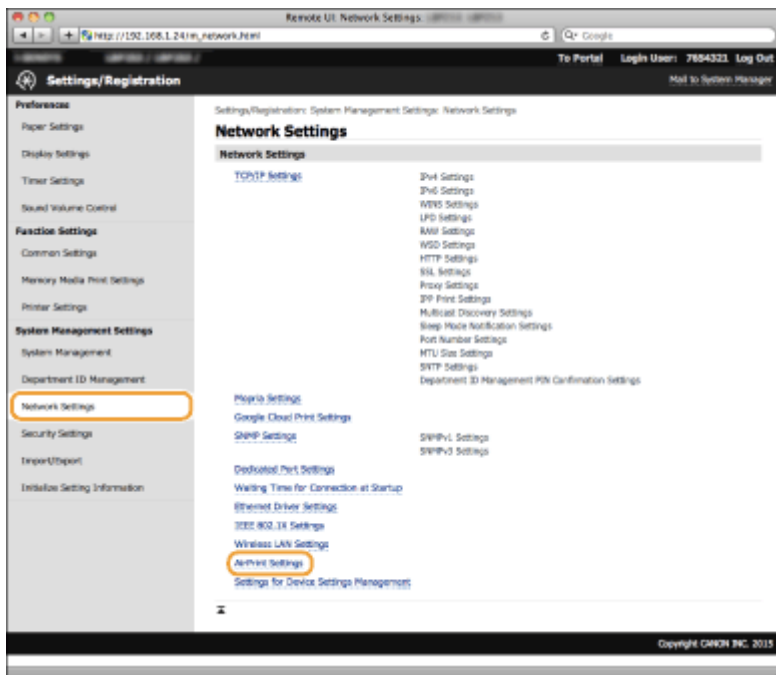 Remote UI: Network Settings:
http://192.168.1.24/m_network.html
Google
To Portal Login User: 7654321 Log Out
Settings/Registration
Mail to System Manager
Preferences
Paper Settings
Display Settings
Timer Settings
Sound Volume Control
Function Settings
Common Settings
Memory Media Print Settings
Printer Settings
System Management Settings
System Management
Department ID Management
Network Settings
Security Settings
Import/Export
Initialize Setting Information
Settings/Registration: System Management Settings: Network Settings
Network Settings
Network Settings
TCP/IP Settings
IPv4 Settings
IPv6 Settings
WINS Settings
LPD Settings
RAW Settings
WSD Settings
HTTP Settings
SSL Settings
Proxy Settings
IPP Print Settings
Multicast Discovery Settings
Sleep Mode Notification Settings
Port Number Settings
MTU Size Settings
SNTP Settings
Department ID Management PIN Confirmation Settings
Mopria Settings
Google Cloud Print Settings
SNMP Settings
SNMPv1 Settings
SNMPv3 Settings
Dedicated Port Settings
Waiting Time for Connection at Startup
Ethernet Driver Settings
IEEE 802.1X Settings
Wireless LAN Settings
AirPrint Settings
Settings for Device Settings Management
Copyright CANON INC. 2015